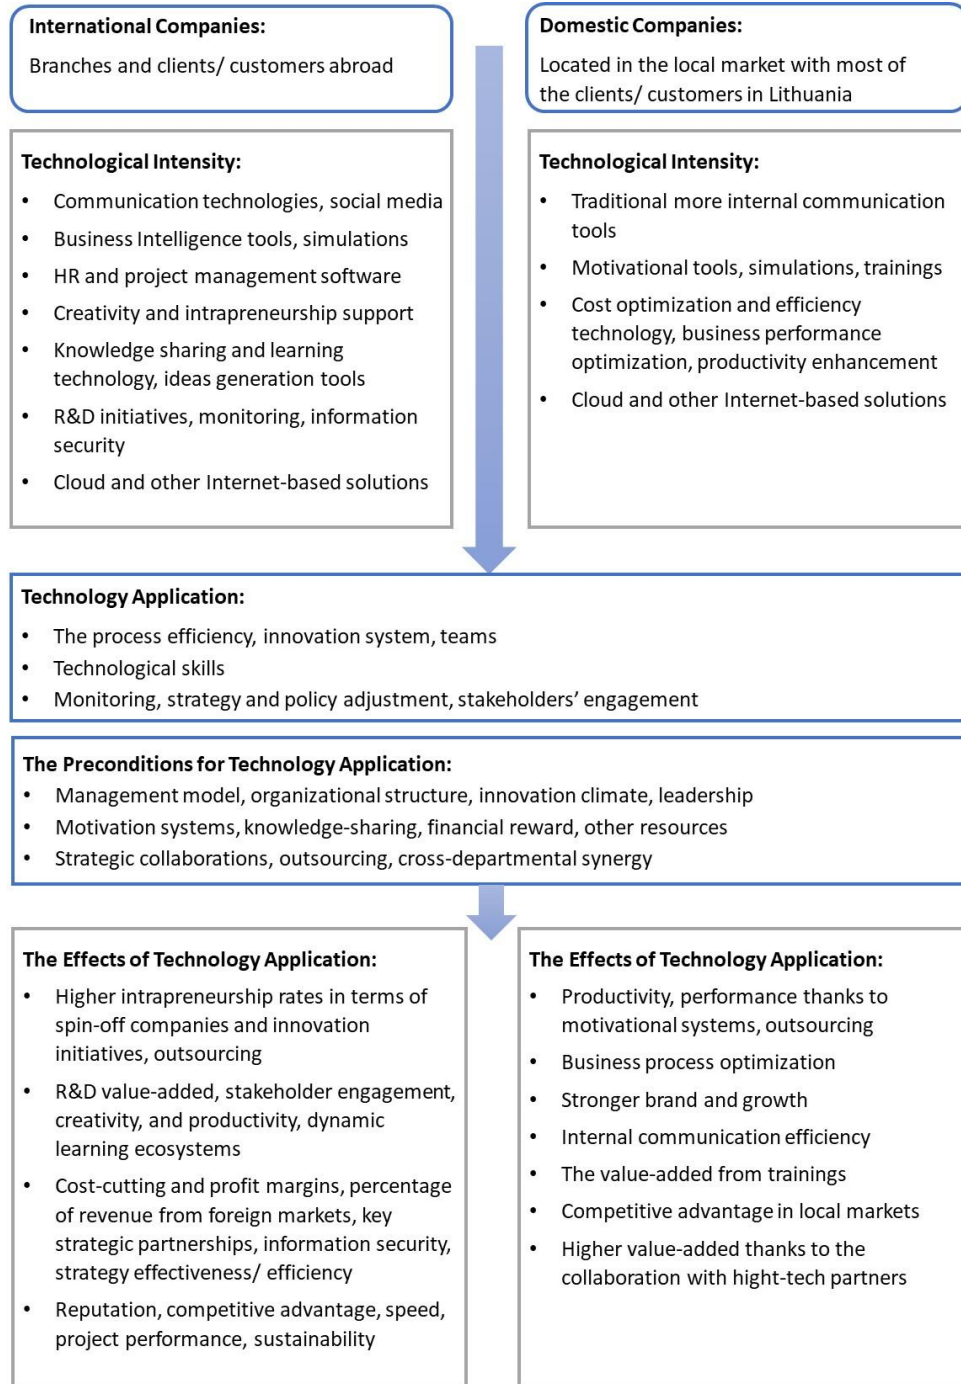 International Companies:
Branches and clients/ customers abroad
Domestic Companies:
Located in the local market with most of
the clients/ customers in Lithuania
Technological Intensity:
• Communication technologies, social media
• Business Intelligence tools, simulations
• HR and project management software
• Creativity and intrapreneurship support
• Knowledge sharing and learning
technology, ideas generation tools
• R&D initiatives, monitoring, information
security
• Cloud and other Internet-based solutions
Technological Intensity:
• Traditional more internal communication
tools
• Motivational tools, simulations, trainings
• Cost optimization and efficiency
technology, business performance
optimization, productivity enhancement
• Cloud and other Internet-based solutions
Technology Application:
• The process efficiency, innovation system, teams
• Technological skills
• Monitoring, strategy and policy adjustment, stakeholders’ engagement
The Preconditions for Technology Application:
• Management model, organizational structure, innovation climate, leadership
• Motivation systems, knowledge-sharing, financial reward, other resources
• Strategic collaborations, outsourcing, cross-departmental synergy
The Effects of Technology Application:
• Higher intrapreneurship rates in terms of
spin-off companies and innovation
initiatives, outsourcing
• R&D value-added, stakeholder engagement,
creativity, and productivity, dynamic
learning ecosystems
• Cost-cutting and profit margins, percentage
of revenue from foreign markets, key
strategic partnerships, information security,
strategy effectiveness/ efficiency
• Reputation, competitive advantage, speed,
project performance, sustainability
The Effects of Technology Application:
• Productivity, performance thanks to
motivational systems, outsourcing
• Business process optimization
• Stronger brand and growth
• Internal communication efficiency
• The value-added from trainings
• Competitive advantage in local markets
• Higher value-added thanks to the
collaboration with hight-tech partners